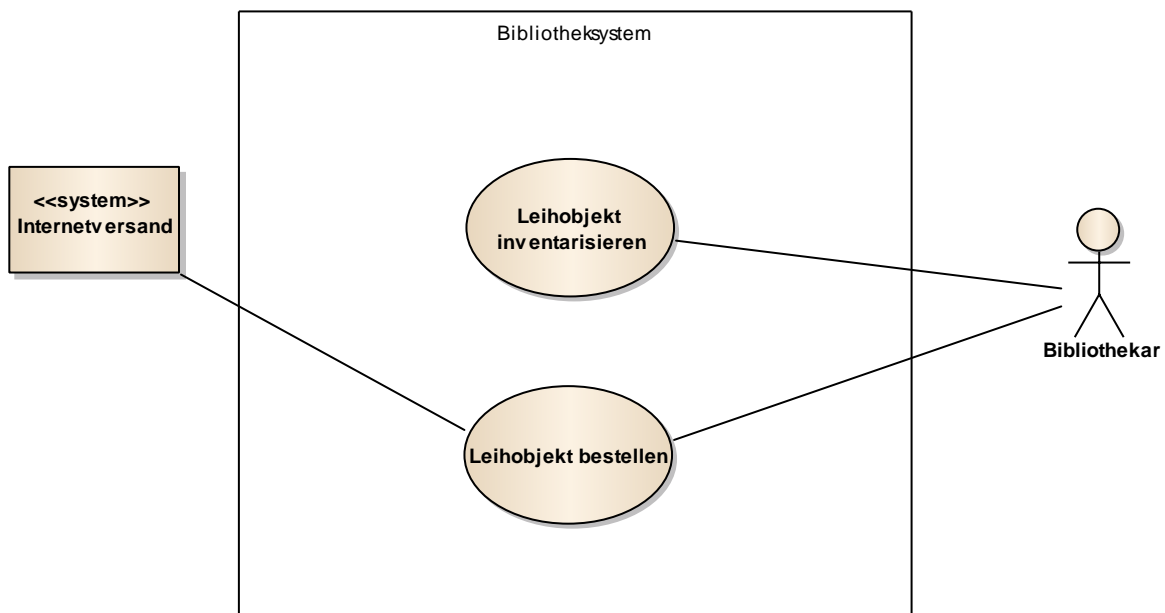 Bibliotheksystem
<<system>>
Internetversand
Leihobjekt
inventarisieren
Bibliothekar
Leihobjekt bestellen